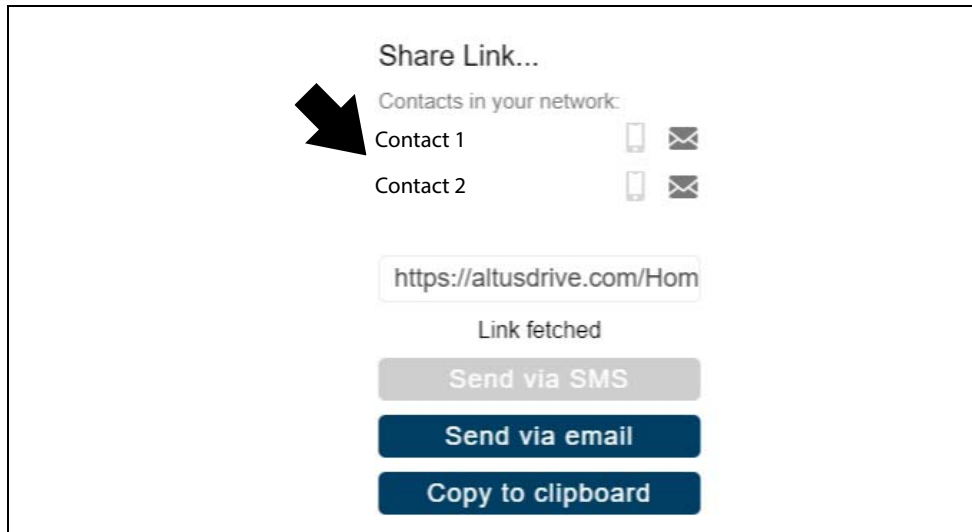 Share Link...
Contacts in your network:
Contact 1
Contact 2
https://altusdrive.com/Hom
Link fetched
Send via SMS
Send via email
Copy to clipboard